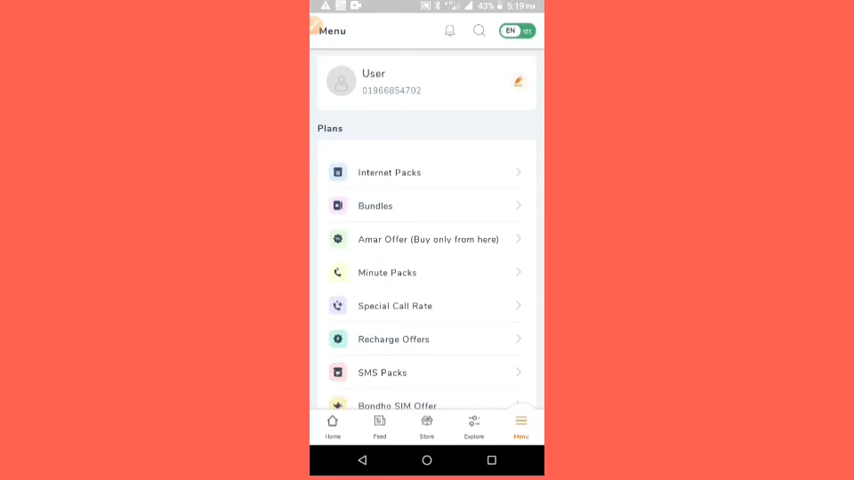 43% 5:19 PM
Menu
EN
User
01966854702
Plans
Internet Packs
Bundles
Amar Offer (Buy only from here)
Minute Packs
Special Call Rate
Recharge Offers
SMS Packs
Bondho SIM Offer
Home Feed Store Explore Menu